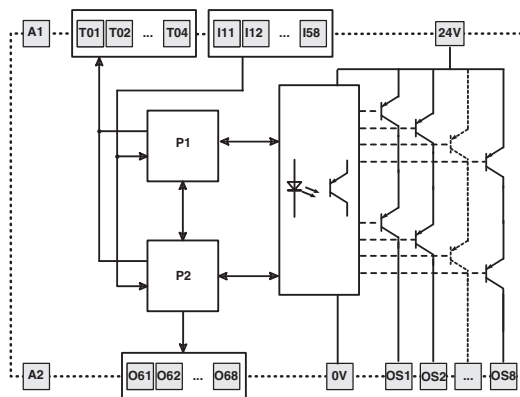 A1 T01 T02 ... T04 I11 I12 ... I58 24V
P1
P2
A2 O61 O62 ... O68 0V OS1 OS2 ... OS8